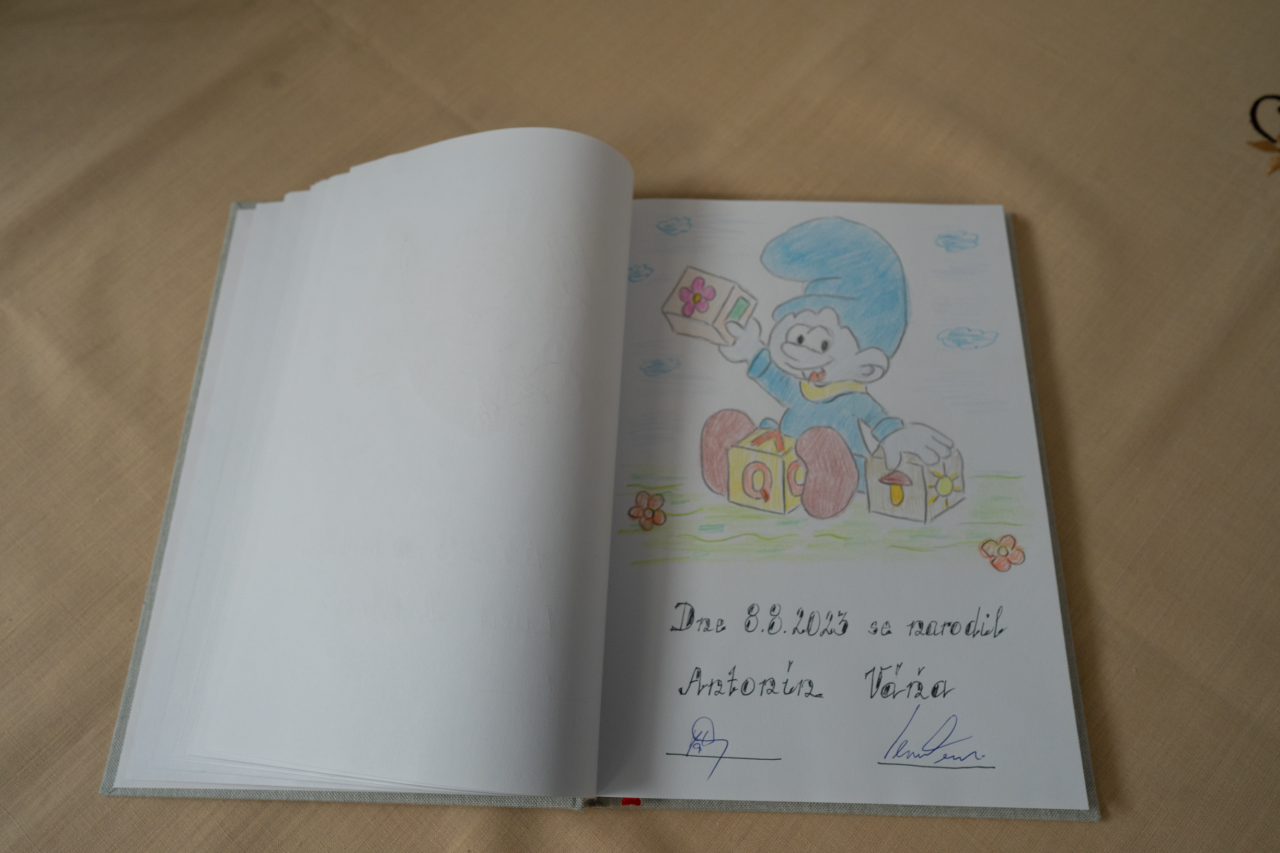 Q
Dne 8.8.2023 se narodil
Antonín Váňa